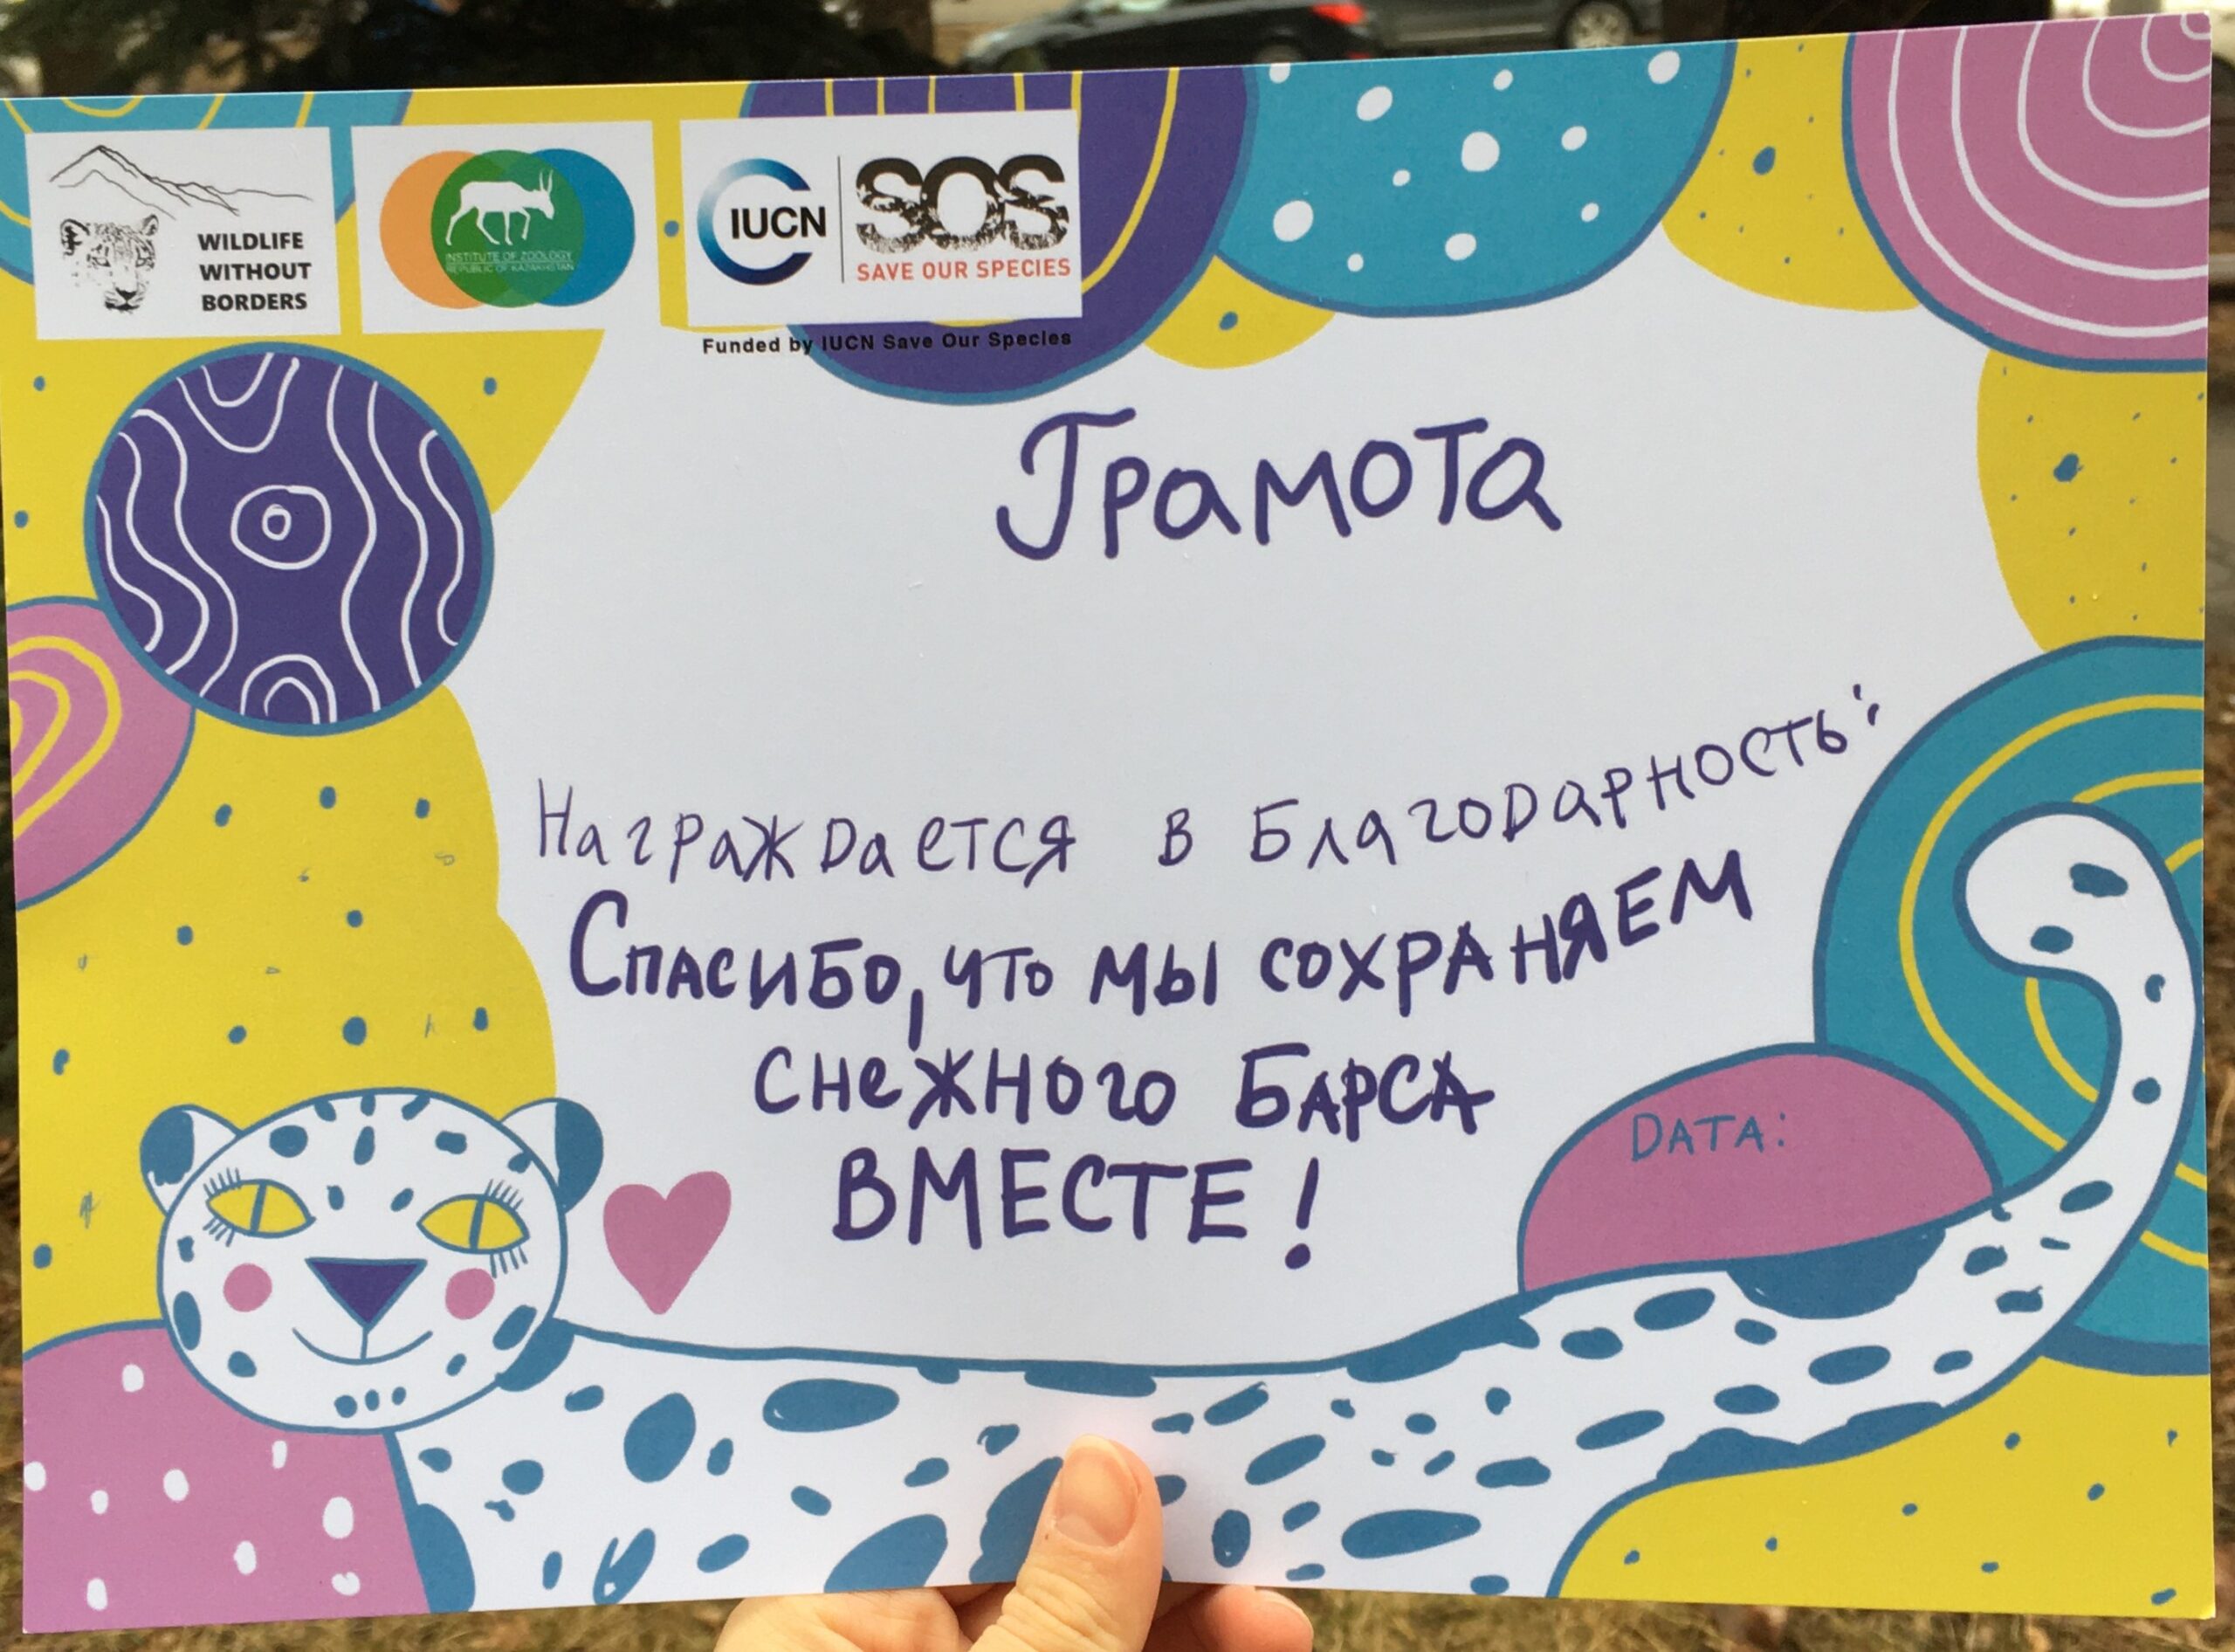 WILDLIFE
WITHOUT
BORDERS
INSTITUTE OF ZOOLOGY
REPUBLIC OF KAZAKHSTAN
IUCN
SOS
SAVE OUR SPECIES
Funded by IUCN Save Our Species
Грамота
Награждается в благодарность:
Спасибо, что мы сохраняем
снежного барса
ВМЕСТЕ!
DАТА: